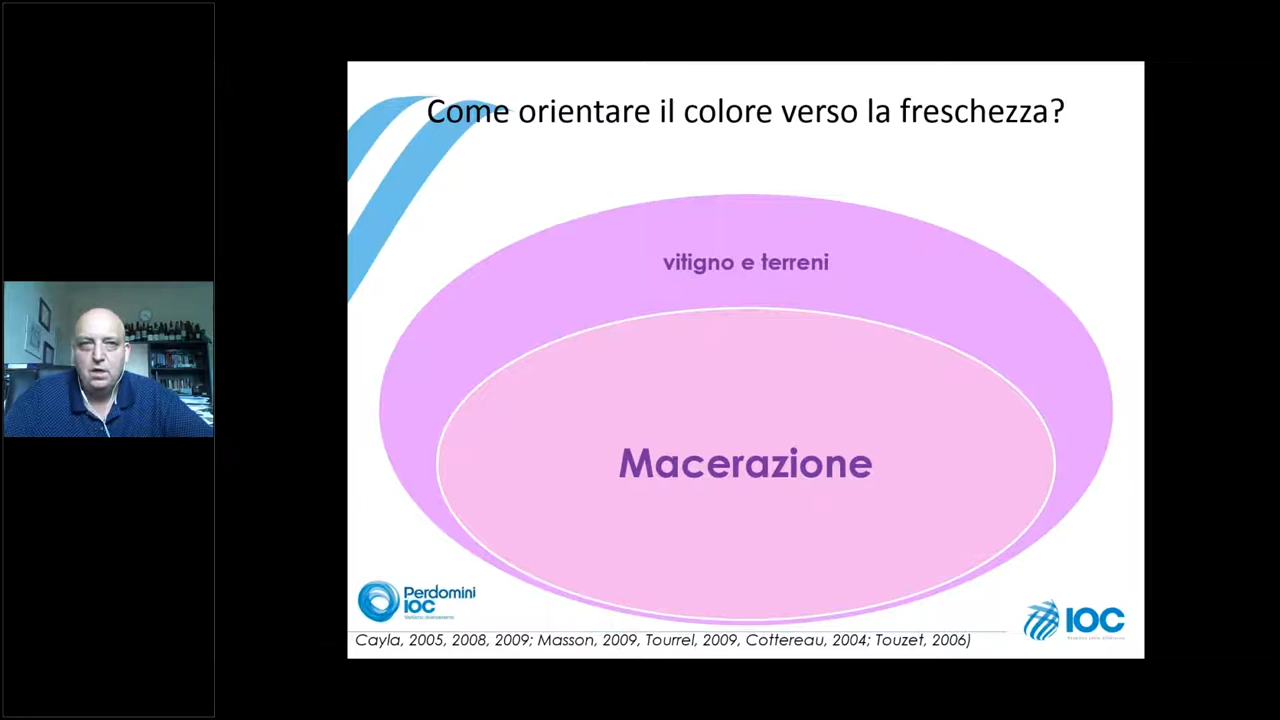 Come orientare il colore verso la freschezza?
vitigno e terreni
Macerazione
Perdomini
IOC
IOC
Cayla, 2005, 2008, 2009; Masson, 2009, Tourrel, 2009, Cottereau, 2004; Touzet, 2006)